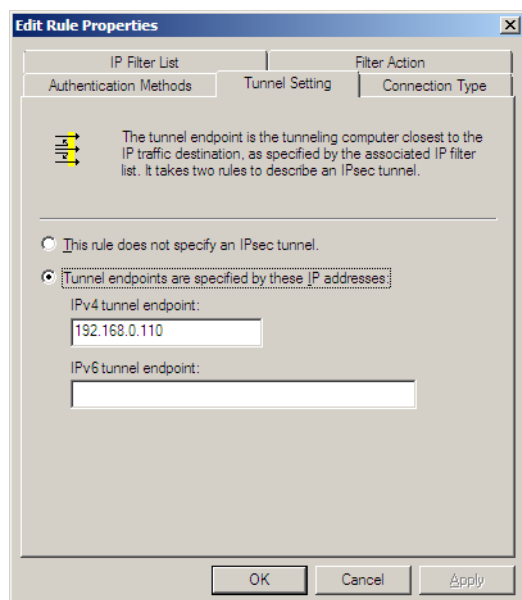 Edit Rule Properties
IP Filter List
Filter Action
Authentication Methods
Tunnel Setting
Connection Type
The tunnel endpoint is the tunneling computer closest to the
IP traffic destination, as specified by the associated IP filter
list. It takes two rules to describe an IPsec tunnel.
This rule does not specify an IPsec tunnel.
Tunnel endpoints are specified by these IP addresses:
IPv4 tunnel endpoint:
192.168.0.110
IPv6 tunnel endpoint:
OK
Cancel
Apply